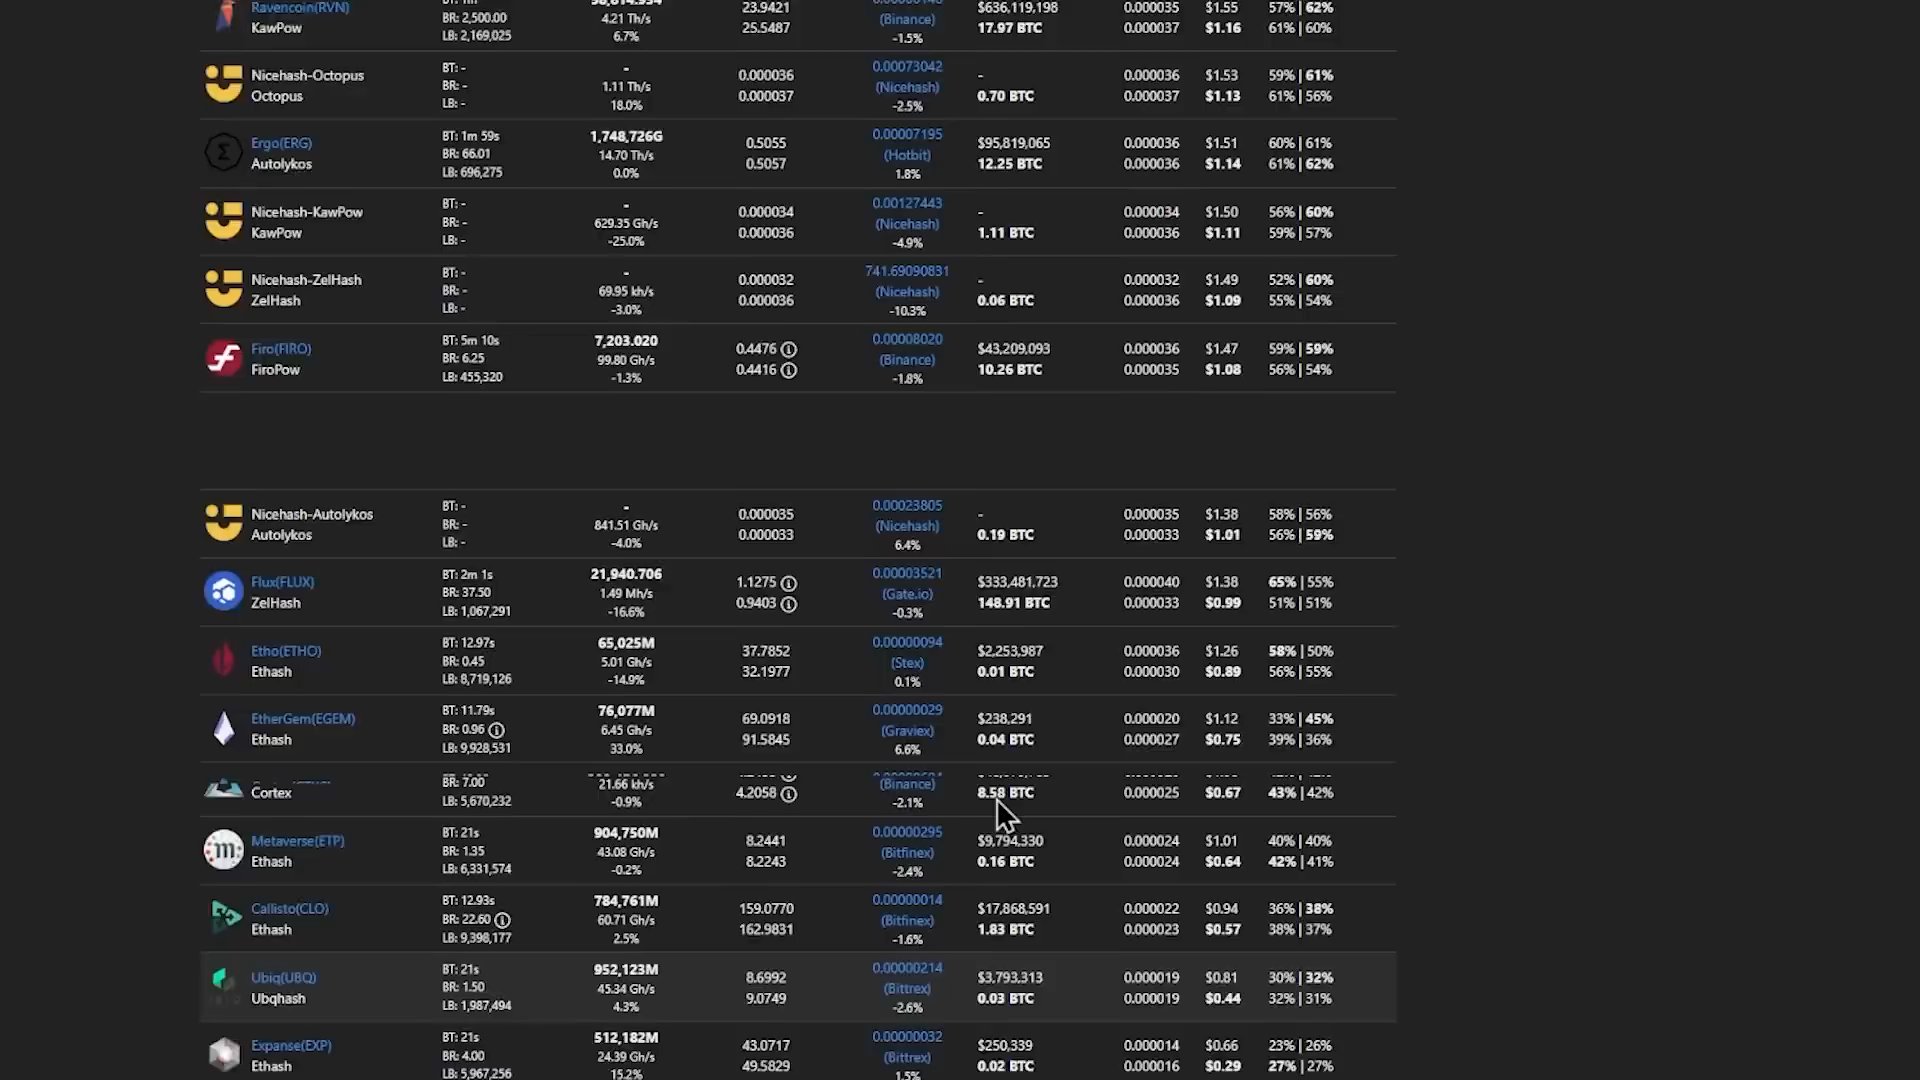 Ravencoin(RVN)
KawPow
BR: 2,500.00
LB: 2,169,025
4.21 Th/s
6.7%
23.9421
25.5487
(Binance)
-1.5%
$636,119,198
17.97 BTC
0.000035
0.000037
$1.55
$1.16
57% | 62%
61% | 60%
Nicehash-Octopus
Octopus
BT: -
BR: -
LB: -
-
1.11 Th/s
18.0%
0.000036
0.000037
0.00073042
(Nicehash)
-2.5%
-
0.70 BTC
0.000036
0.000037
$1.53
$1.13
59% | 61%
61% | 56%
Ergo(ERG)
Autolykos
BT: 1m 59s
BR: 66.01
LB: 696,275
1,748,726G
14.70 Th/s
0.0%
0.5055
0.5057
0.00007195
(Hotbit)
1.8%
$95,819,065
12.25 BTC
0.000036
0.000036
$1.51
$1.14
60% | 61%
61% | 62%
Nicehash-KawPow
KawPow
BT: -
BR: -
LB: -
-
629.35 Gh/s
-25.0%
0.000034
0.000036
0.00127443
(Nicehash)
-4.9%
-
1.11 BTC
0.000034
0.000036
$1.50
$1.11
56% | 60%
59% | 57%
Nicehash-ZelHash
ZelHash
BT: -
BR: -
LB: -
-
69.95 kh/s
-3.0%
0.000032
0.000036
741.69090831
(Nicehash)
-10.3%
-
0.06 BTC
0.000032
0.000036
$1.49
$1.09
52% | 60%
55% | 54%
Firo(FIRO)
FiroPow
BT: 5m 10s
BR: 6.25
LB: 455,320
7,203.020
99.80 Gh/s
-1.3%
0.4476
0.4416
0.00008020
(Binance)
-1.8%
$43,209,093
10.26 BTC
0.000036
0.000035
$1.47
$1.08
59% | 59%
56% | 54%
Nicehash-Autolykos
Autolykos
BT: -
BR: -
LB: -
-
841.51 Gh/s
-4.0%
0.000035
0.000033
0.00023805
(Nicehash)
6.4%
-
0.19 BTC
0.000035
0.000033
$1.38
$1.01
58% | 56%
56% | 59%
Flux(FLUX)
ZelHash
BT: 2m 1s
BR: 37.50
LB: 1,067,291
21,940.706
1.49 Mh/s
-16.6%
1.1275
0.9403
0.00003521
(Gate.io)
-0.3%
$333,481,723
148.91 BTC
0.000040
0.000033
$1.38
$0.99
65% | 55%
51% | 51%
Etho(ETHO)
Ethash
BT: 12.97s
BR: 0.45
LB: 8,719,126
65,025M
5.01 Gh/s
-14.9%
37.7852
32.1977
0.00000094
(Stex)
0.1%
$2,253,987
0.01 BTC
0.000036
0.000030
$1.26
$0.89
58% | 50%
56% | 55%
EtherGem(EGEM)
Ethash
BT: 11.79s
BR: 0.96
LB: 9,928,531
76,077M
6.45 Gh/s
33.0%
69.0918
91.5845
0.00000029
(Graviex)
6.6%
$238,291
0.04 BTC
0.000020
0.000027
$1.12
$0.75
33% | 45%
39% | 36%
Cortex
BR: 7.00
LB: 5,670,232
21.66 kh/s
-0.9%
4.2058
(Binance)
-2.1%
8.58 BTC
0.000025
$0.67
43% | 42%
Metaverse(ETP)
Ethash
BT: 21s
BR: 1.35
LB: 6,331,574
904,750M
43.08 Gh/s
-0.2%
8.2441
8.2243
0.00000295
(Bitfinex)
-2.4%
$9,794,330
0.16 BTC
0.000024
0.000024
$1.01
$0.64
40% | 40%
42% | 41%
Callisto(CLO)
Ethash
BT: 12.93s
BR: 22.60
LB: 9,398,177
784,761M
60.71 Gh/s
2.5%
159.0770
162.9831
0.00000014
(Bitfinex)
-1.6%
$17,868,591
1.83 BTC
0.000022
0.000023
$0.94
$0.57
36% | 38%
38% | 37%
Ubiq(UBQ)
Ubqhash
BT: 21s
BR: 1.50
LB: 1,987,494
952,123M
45.34 Gh/s
4.3%
8.6992
9.0749
0.00000214
(Bittrex)
-2.6%
$3,793,313
0.03 BTC
0.000019
0.000019
$0.81
$0.44
30% | 32%
32% | 31%
Expanse(EXP)
Ethash
BT: 21s
BR: 4.00
LB: 5,967,256
512,182M
24.39 Gh/s
15.2%
43.0717
49.5829
0.00000032
(Bittrex)
1.5%
$250,339
0.02 BTC
0.000014
0.000016
$0.66
$0.29
23% | 26%
27% | 27%